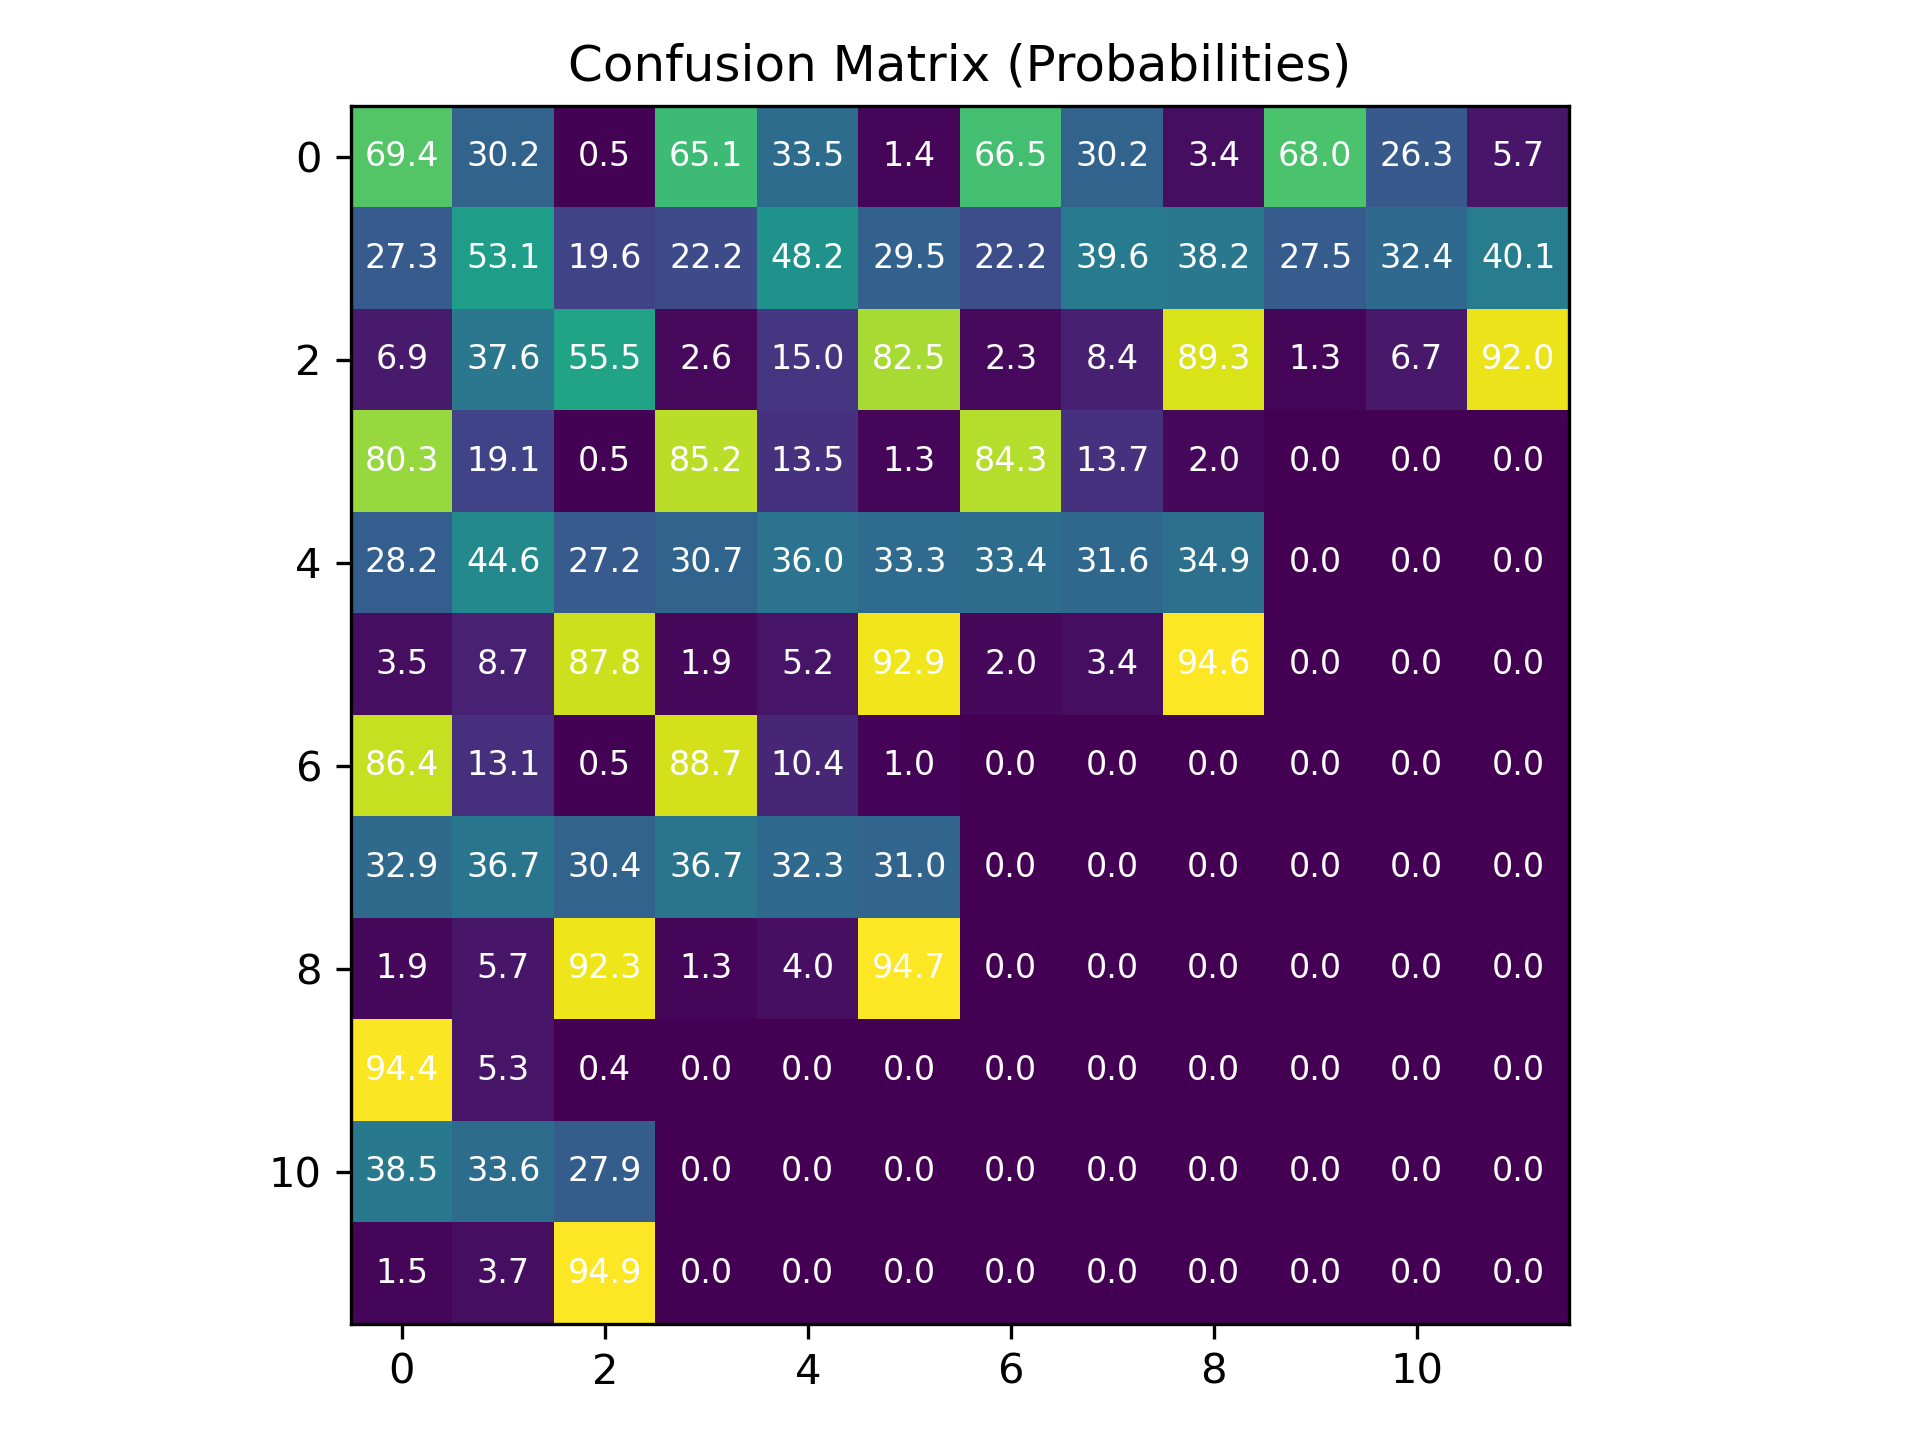 Confusion Matrix (Probabilities)
0 69.4 30.2 0.5 65.1 33.5 1.4 66.5 30.2 3.4 68.0 26.3 5.7
27.3 53.1 19.6 22.2 48.2 29.5 22.2 39.6 38.2 27.5 32.4 40.1
2 6.9 37.6 55.5 2.6 15.0 82.5 2.3 8.4 89.3 1.3 6.7 92.0
80.3 19.1 0.5 85.2 13.5 1.3 84.3 13.7 2.0 0.0 0.0 0.0
4 28.2 44.6 27.2 30.7 36.0 33.3 33.4 31.6 34.9 0.0 0.0 0.0
3.5 8.7 87.8 1.9 5.2 92.9 2.0 3.4 94.6 0.0 0.0 0.0
6 86.4 13.1 0.5 88.7 10.4 1.0 0.0 0.0 0.0 0.0 0.0 0.0
32.9 36.7 30.4 36.7 32.3 31.0 0.0 0.0 0.0 0.0 0.0 0.0
8 1.9 5.7 92.3 1.3 4.0 94.7 0.0 0.0 0.0 0.0 0.0 0.0
94.4 5.3 0.4 0.0 0.0 0.0 0.0 0.0 0.0 0.0 0.0 0.0
10 38.5 33.6 27.9 0.0 0.0 0.0 0.0 0.0 0.0 0.0 0.0 0.0
1.5 3.7 94.9 0.0 0.0 0.0 0.0 0.0 0.0 0.0 0.0 0.0
0 2 4 6 8 10